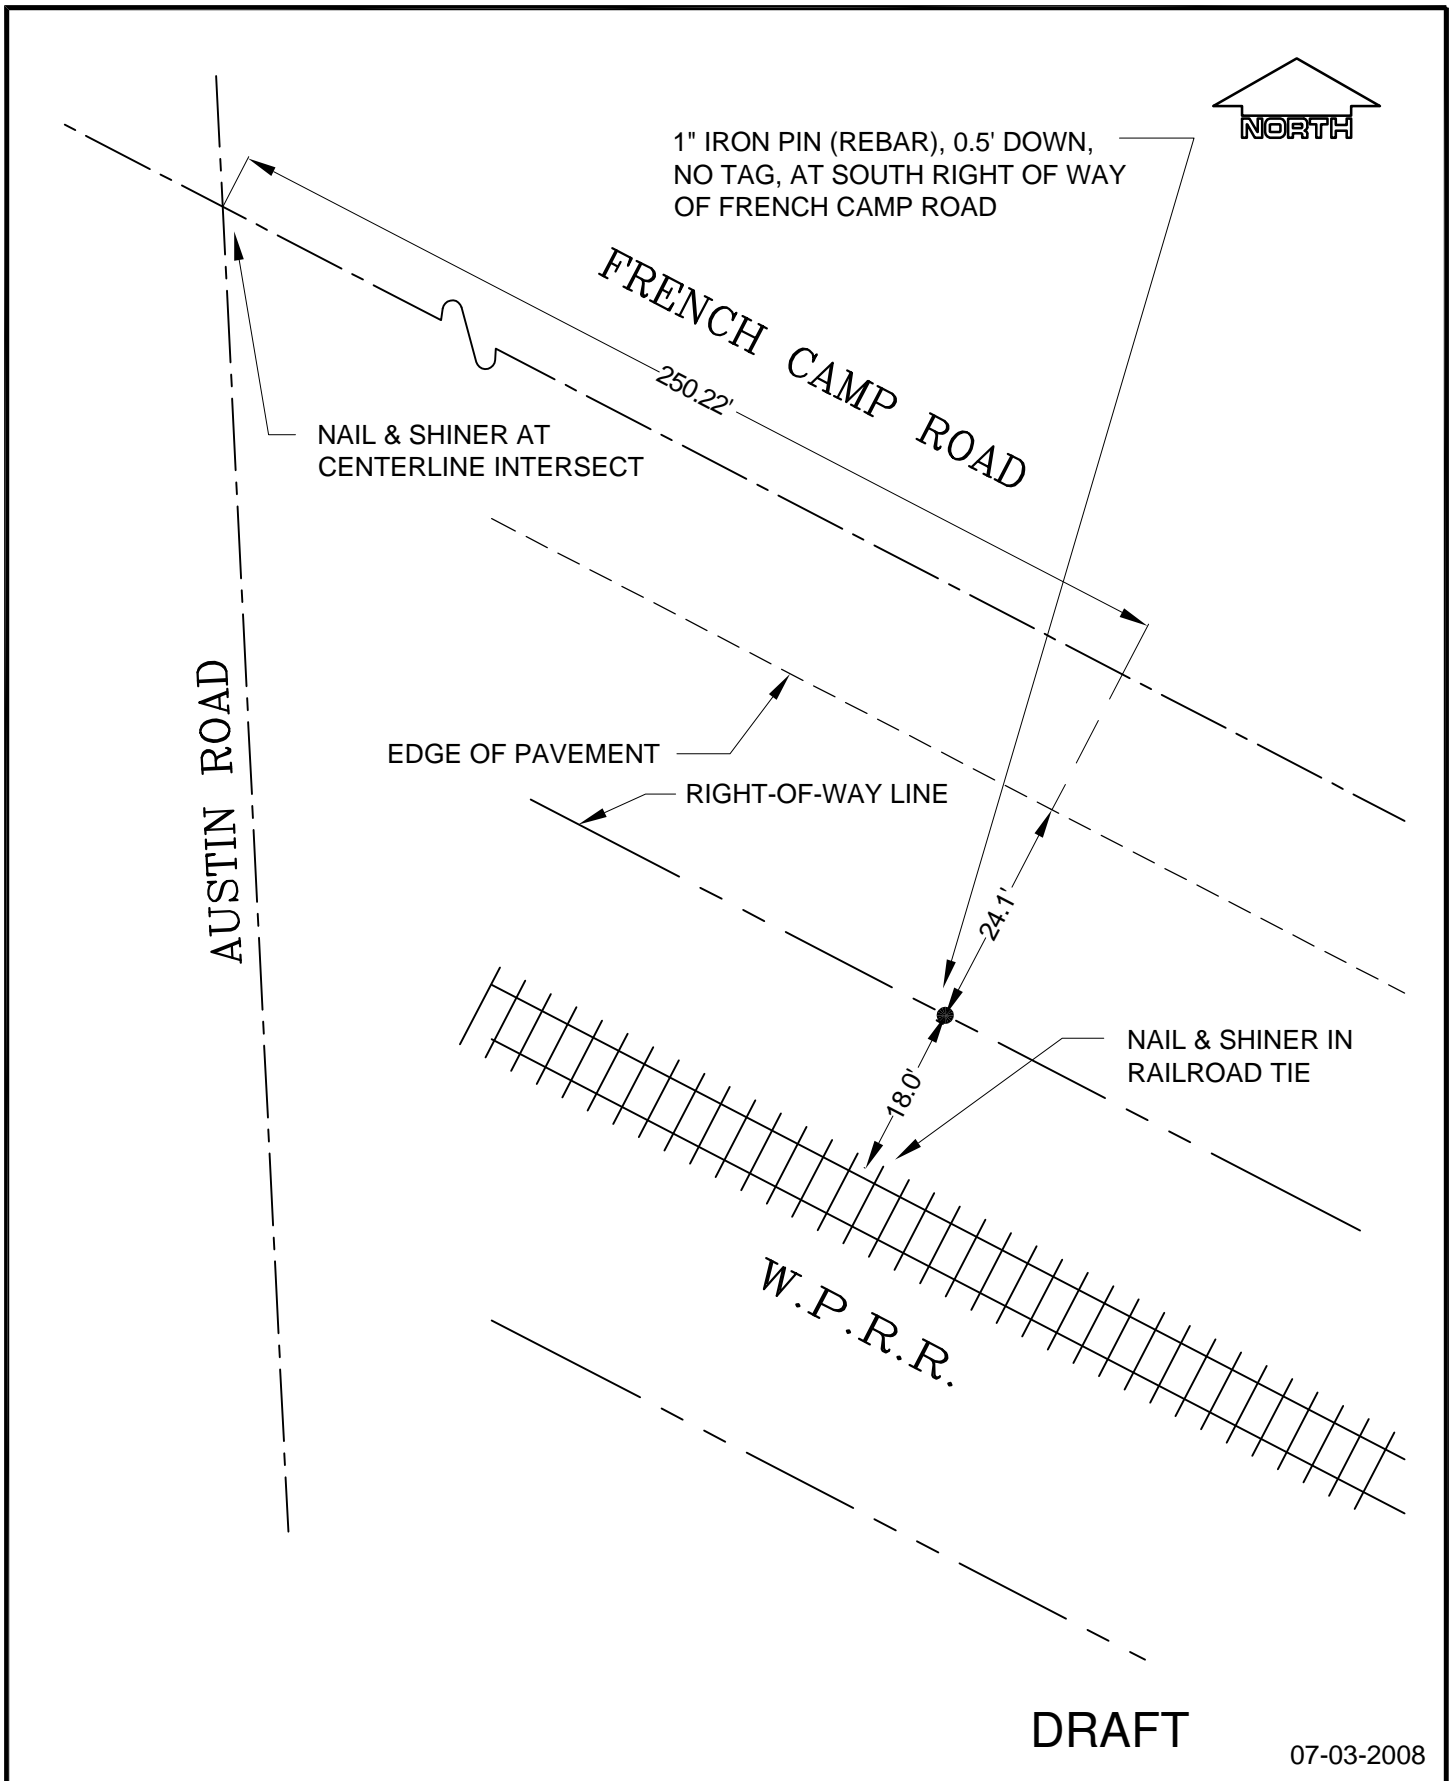 NORTH
1" IRON PIN (REBAR), 0.5' DOWN,
NO TAG, AT SOUTH RIGHT OF WAY
OF FRENCH CAMP ROAD
FRENCH CAMP ROAD
250.22'
NAIL & SHINER AT
CENTERLINE INTERSECT
AUSTIN ROAD
EDGE OF PAVEMENT
RIGHT-OF-WAY LINE
24.1'
NAIL & SHINER IN
RAILROAD TIE
18.0'
W.P.R.R.
DRAFT
07-03-2008